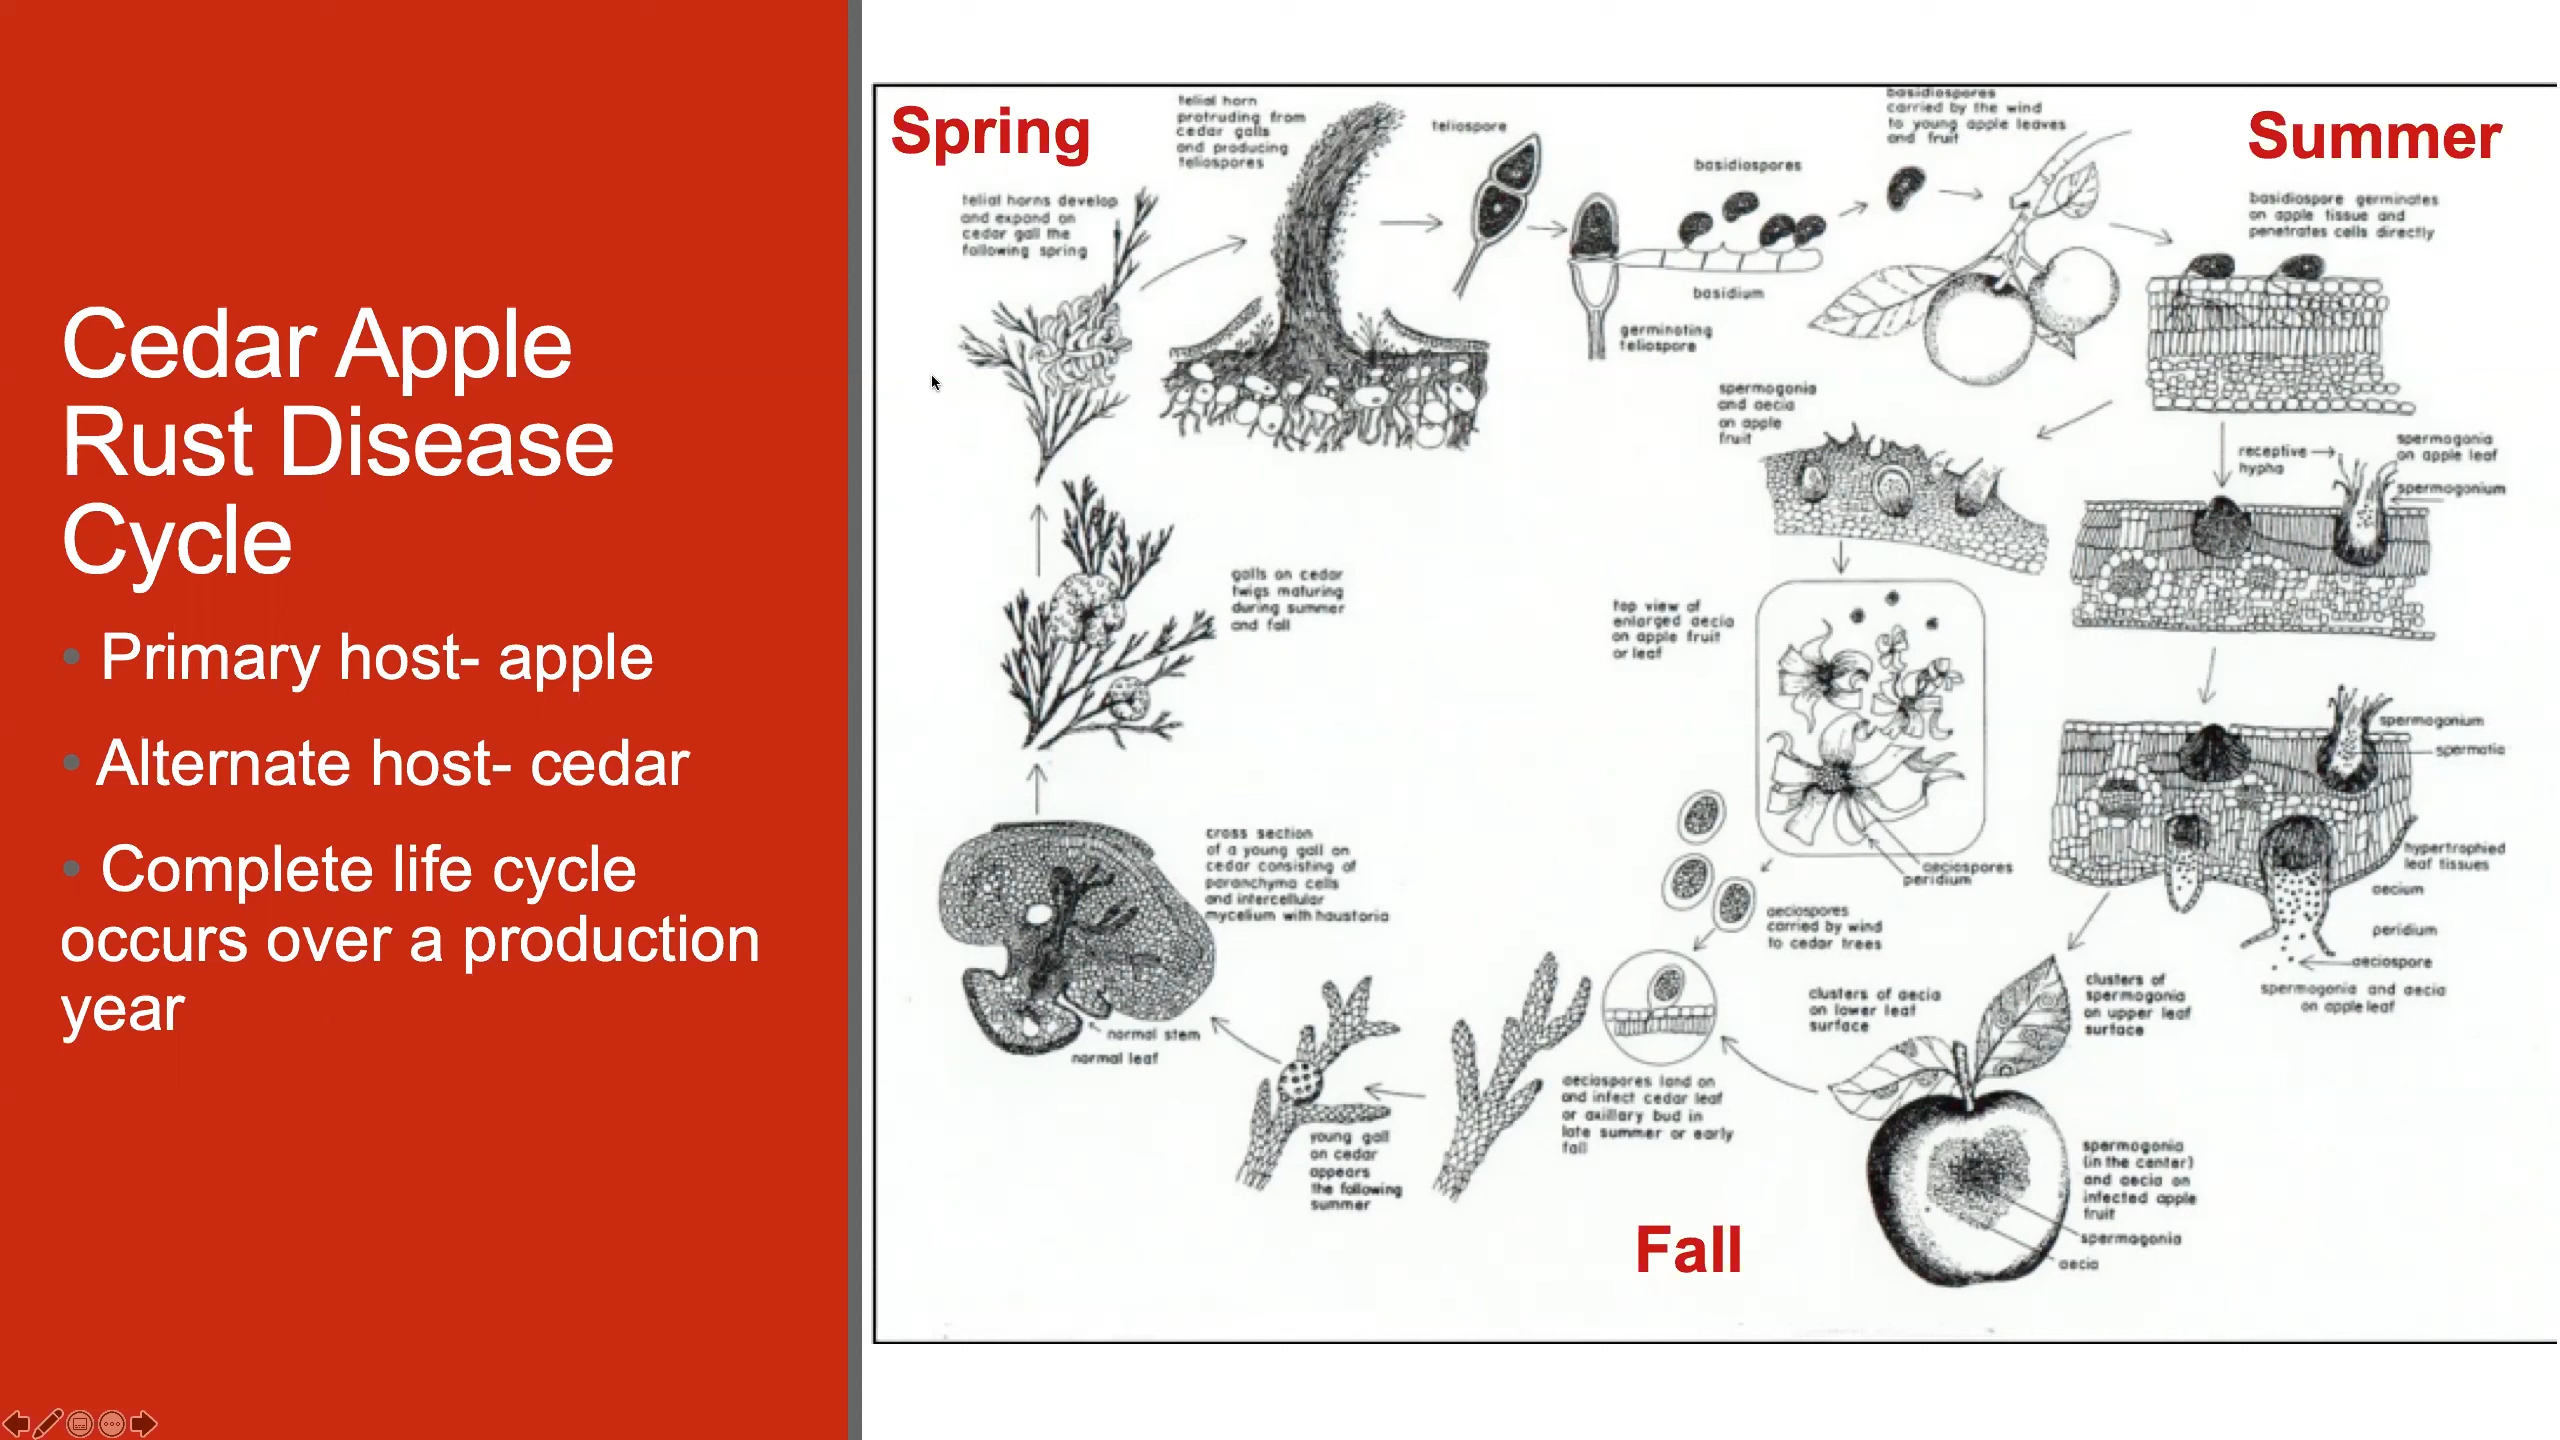 Cedar Apple
Rust Disease
Cycle
• Primary host- apple
• Alternate host- cedar
• Complete life cycle
occurs over a production
year
Spring
Summer
Fall
telial horns develop
and expand on
cedar gall the
following spring
telial horn
protruding from
cedar galls
and producing
teliospores
teliospore
germinating
teliospore
basidiospores
basidium
basidiospores
carried by the wind
to young apple leaves
and fruit
basidiospore germinates
on apple tissue and
penetrates cells directly
spermogonia
and aecia
on apple
fruit
receptive
hypha
spermogonia
on apple leaf
spermogonium
top view of
enlarged aecia
on apple fruit
or leaf
aeciospores
peridium
spermogonium
spermatia
hypertrophied
leaf tissues
aecium
peridium
aeciospore
spermogonia and aecia
on apple leaf
aeciospores
carried by wind
to cedar trees
clusters of aecia
on lower leaf
surface
clusters of
spermogonia
on upper leaf
surface
spermogonia
(in the center)
and aecia on
infected apple
fruit
spermogonia
aecia
aeciospores land on
and infect cedar leaf
or axillary bud in
late summer or early
fall
young gall
on cedar
appears
the following
summer
cross section
of a young gall on
cedar consisting of
parenchyma cells
and intercellular
mycelium with haustoria
normal stem
normal leaf
galls on cedar
twigs maturing
during summer
and fall